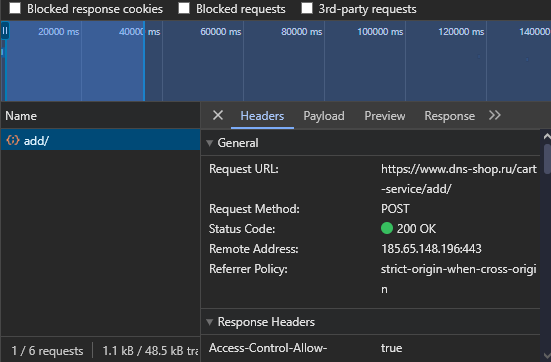 Blocked response cookies Blocked requests 3rd-party requests
20000 ms 40000 ms 60000 ms 80000 ms 100000 ms 120000 ms 140000
Name Headers Payload Preview Response
add/ General
Request URL: https://www.dns-shop.ru/cart
-service/add/
Request Method: POST
Status Code: 200 OK
Remote Address: 185.65.148.196:443
Referrer Policy: strict-origin-when-cross-origi
n
Response Headers
1 / 6 requests 1.1 kB / 48.5 kB tra Access-Control-Allow- true